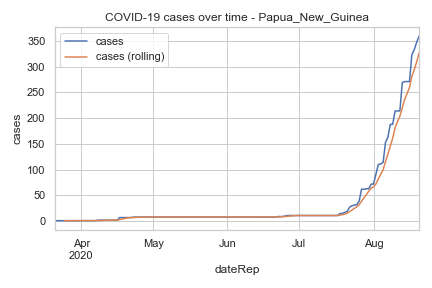 COVID-19 cases over time - Papua_New_Guinea
cases
cases (rolling)
350
300
250
200
150
100
50
0
cases
Apr
2020
May
Jun
Jul
Aug
dateRep